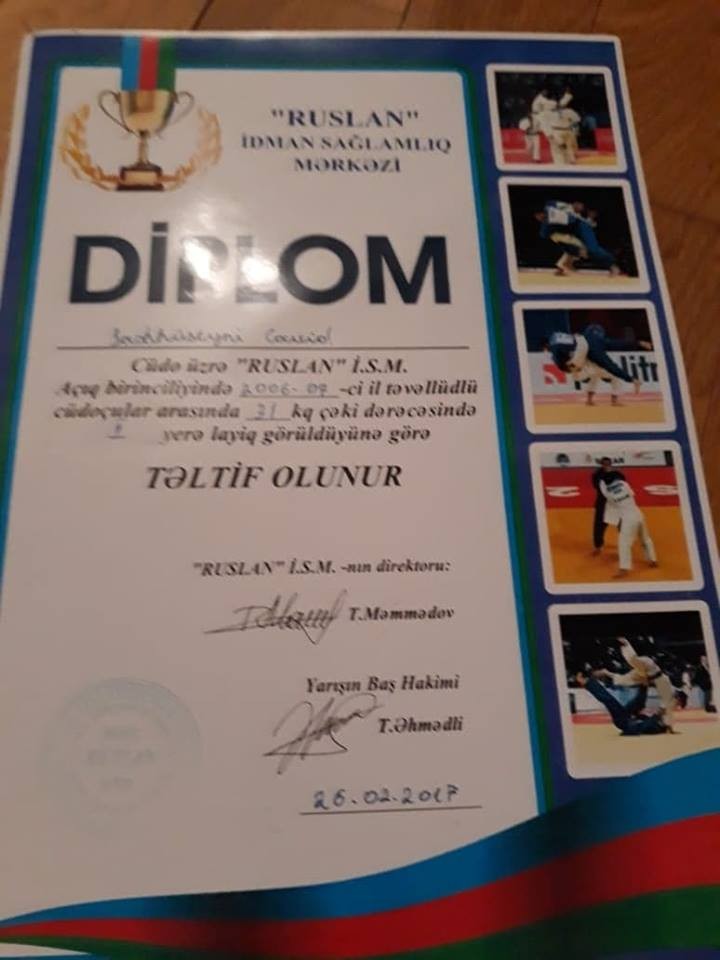 "RUSLAN"
İDMAN SAĞLAMLIQ
MƏRKƏZİ
DİPLOM
Cüdo üzrə "RUSLAN" İ.S.M.
Açıq birinciliyində 2006-07 -ci il təvəllüdlü
cüdoçular arasında 31 kq çəki dərəcəsində
yerə layiq görüldüyünə görə
TƏLTİF OLUNUR
"RUSLAN" İ.S.M. -nın direktoru:
T.Məmmədov
Yarışın Baş Hakimi
T.Əhmədli
26.02.2017